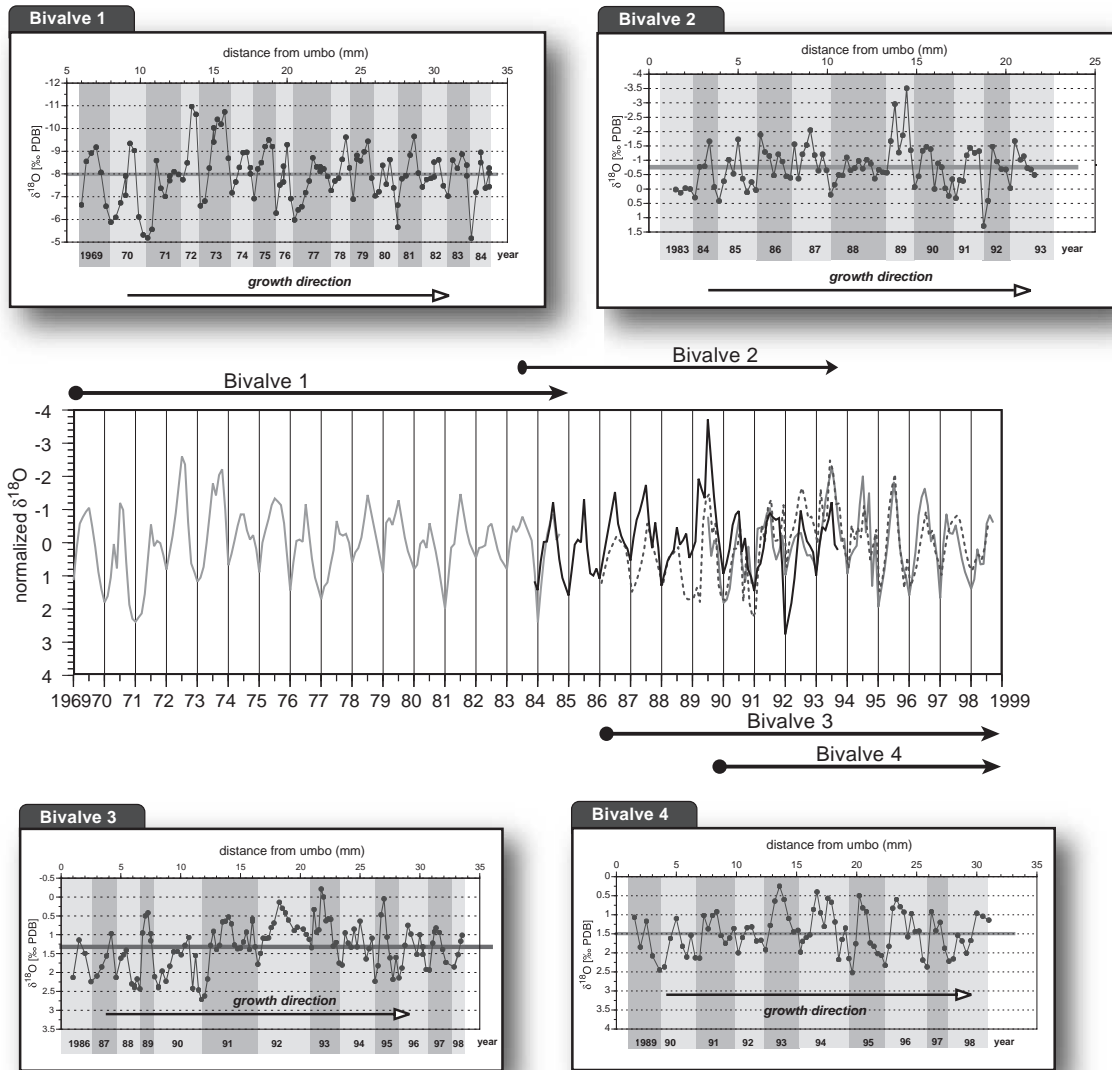 Bivalve 1
distance from umbo (mm)
5 10 15 20 25 30 35
-12
-11
-10
-9
-8
-7
-6
-5
δ18O [‰ PDB]
1969 70 71 72 73 74 75 76 77 78 79 80 81 82 83 84 year
growth direction
Bivalve 2
distance from umbo (mm)
0 5 10 15 20 25
-4
-3.5
-3
-2.5
-2
-1.5
-1
-0.5
0
0.5
1
1.5
δ18O [‰ PDB]
1983 84 85 86 87 88 89 90 91 92 93 year
growth direction
Bivalve 2
Bivalve 1
-4
-3
-2
-1
0
1
2
3
4
normalized δ18O
1969 70 71 72 73 74 75 76 77 78 79 80 81 82 83 84 85 86 87 88 89 90 91 92 93 94 95 96 97 98 1999
Bivalve 3
Bivalve 4
Bivalve 3
distance from umbo (mm)
0 5 10 15 20 25 30 35
-0.5
0
0.5
1
1.5
2
2.5
3
3.5
δ18O [‰ PDB]
growth direction
1986 87 88 89 90 91 92 93 94 95 96 97 98 year
Bivalve 4
distance from umbo (mm)
0 5 10 15 20 25 30 35
0
0.5
1
1.5
2
2.5
3
3.5
4
δ18O [‰ PDB]
growth direction
1989 90 91 92 93 94 95 96 97 98 year